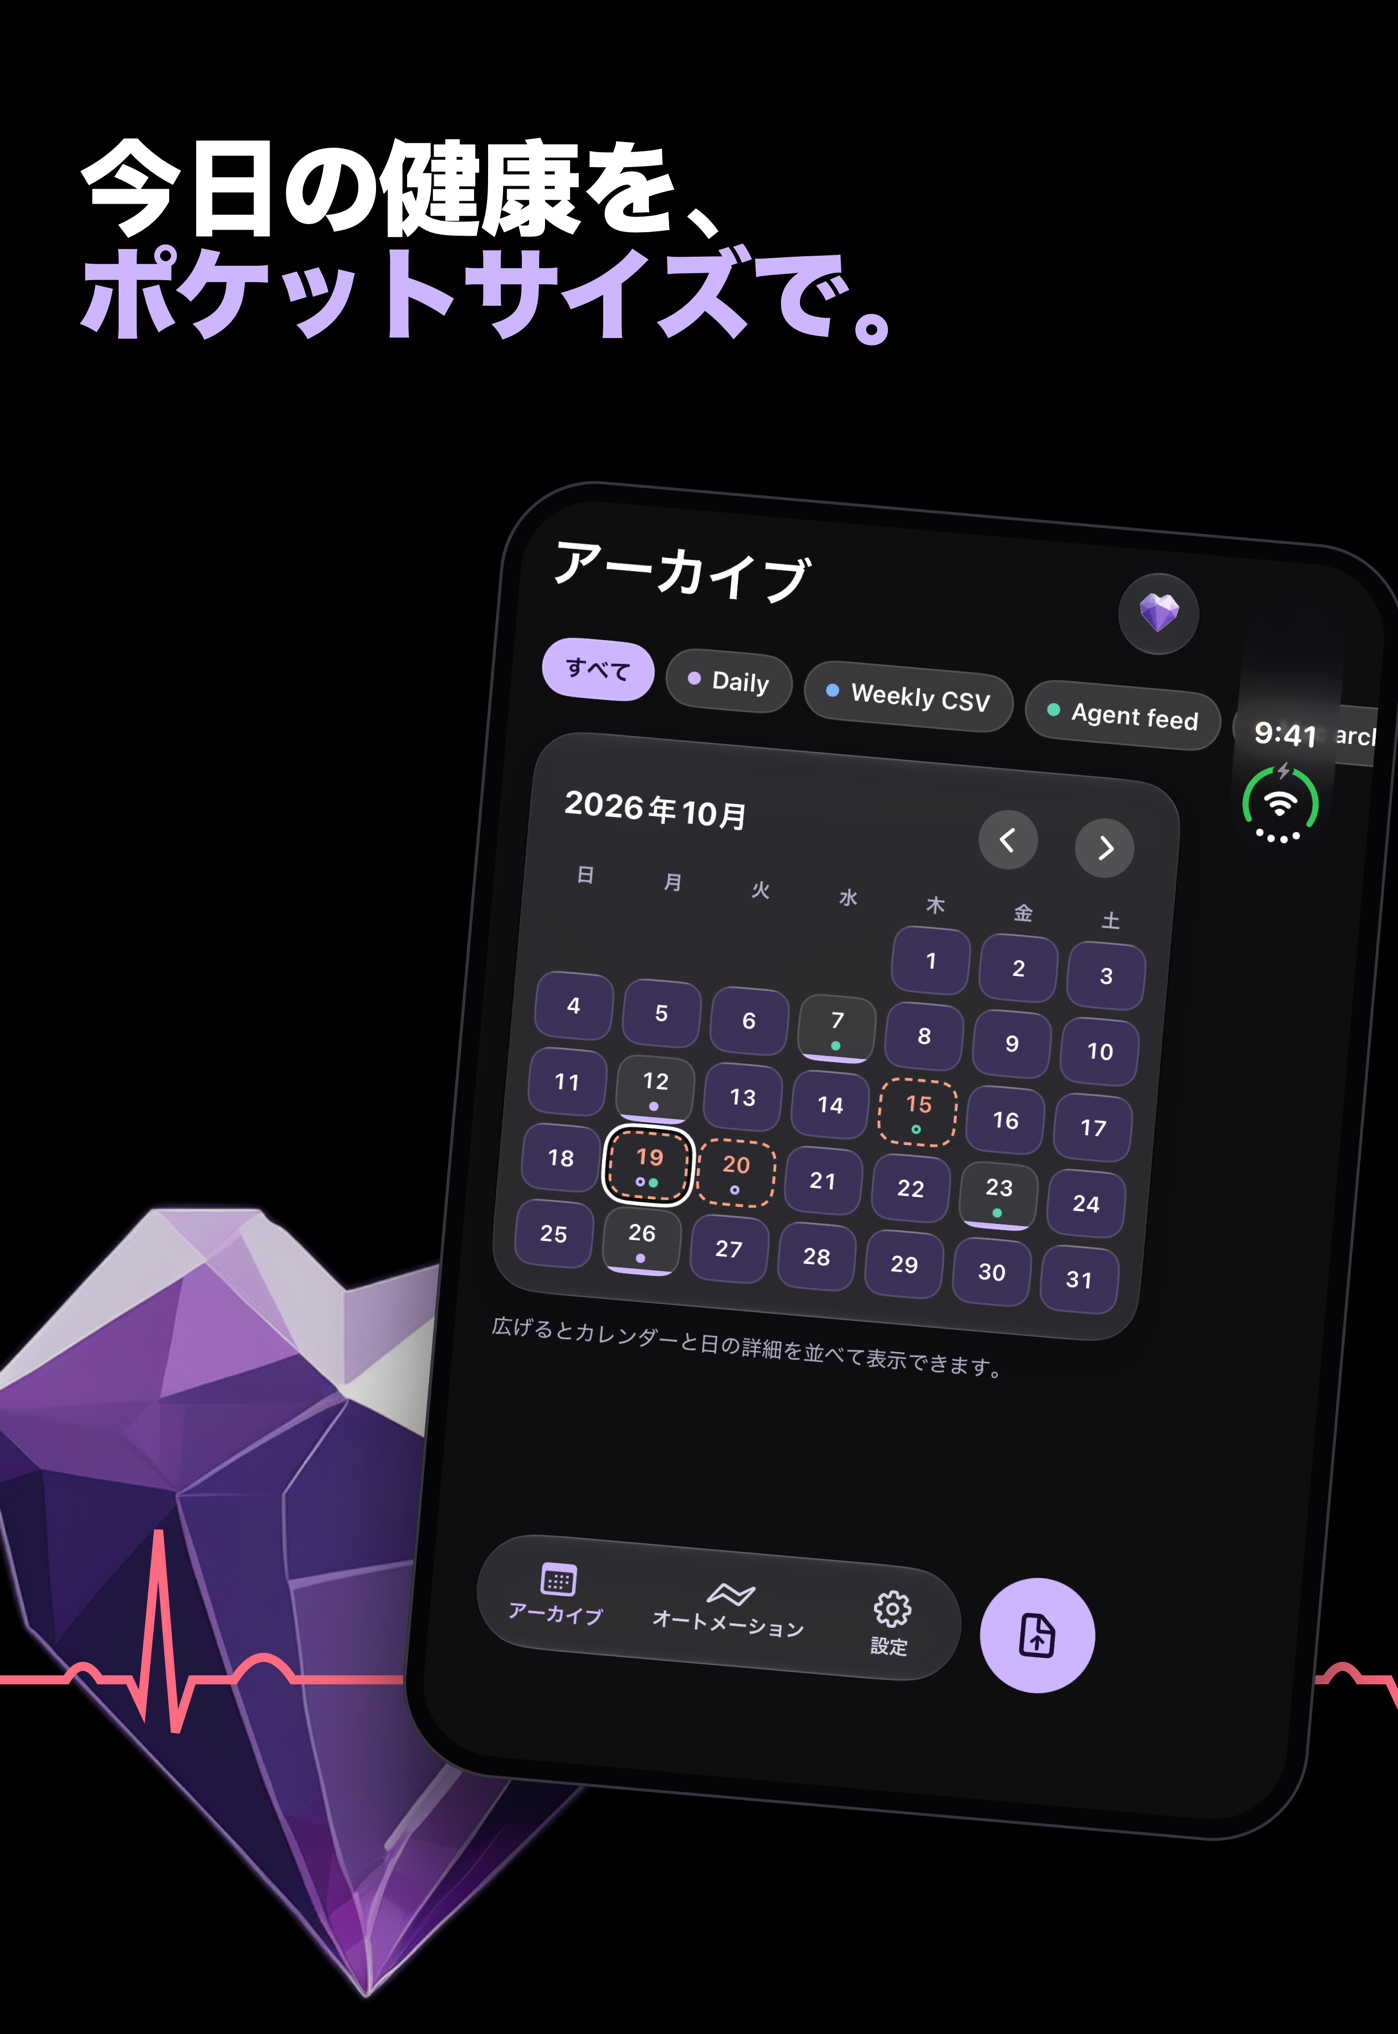 今日の健康を、
ポケットサイズで。
アーカイブ
すべて
Daily
Weekly CSV
Agent feed
9:41
2026年10月
日 月 火 水 木 金 土
1 2 3
4 5 6 7 8 9 10
11 12 13 14 15 16 17
18 19 20 21 22 23 24
25 26 27 28 29 30 31
広げるとカレンダーと日の詳細を並べて表示できます。
アーカイブ
オートメーション
設定